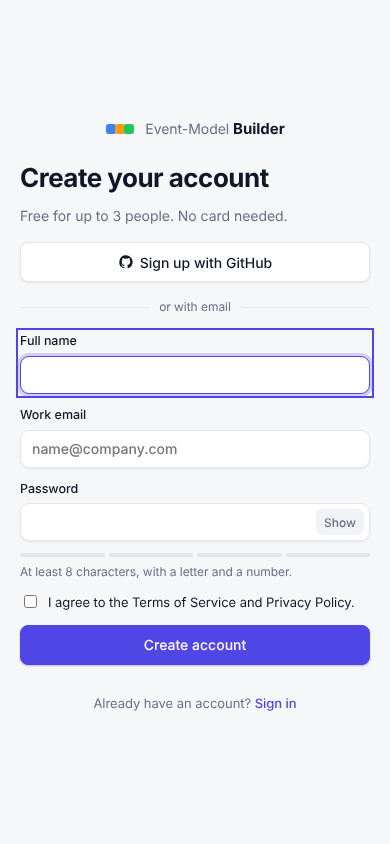 Event-Model Builder
Create your account
Free for up to 3 people. No card needed.
Sign up with GitHub
or with email
Full name
Work email
name@company.com
Password
Show
At least 8 characters, with a letter and a number.
I agree to the Terms of Service and Privacy Policy.
Create account
Already have an account? Sign in